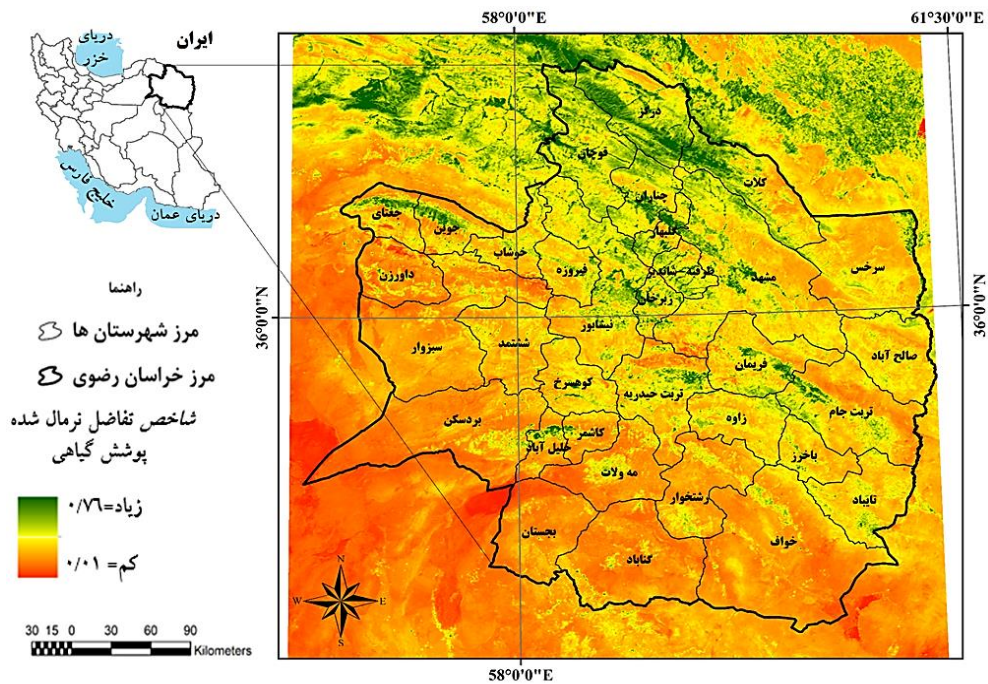 58°0'0"E
61°30'0"E
ایران
دریای
خزر
خلیج فارس
دریای عمان
درگز
قوچان
کلات
چناران
گلبهار
جغتای
جوین
خوشاب
فیروزه
طرقبه - شاندیز
مشهد
سرخس
داورزن
زبرخان
36°0'0"N
36°0'0"N
نیشابور
سبزوار
ششتمد
صالح آباد
فریمان
کوهسرخ
تربت حیدریه
تربت جام
زاوه
بردسکن
کاشمر
خلیل آباد
باخرز
مه ولات
رشتخوار
تایباد
خواف
بجستان
گناباد
راهنما
مرز شهرستان ها
مرز خراسان رضوی
شاخص تفاضل نرمال شده
پوشش گیاهی
زیاد=۰/۷٦
کم= ۰/۰۱
N
W
E
S
30 15 0 30 60 90
Kilometers
58°0'0"E